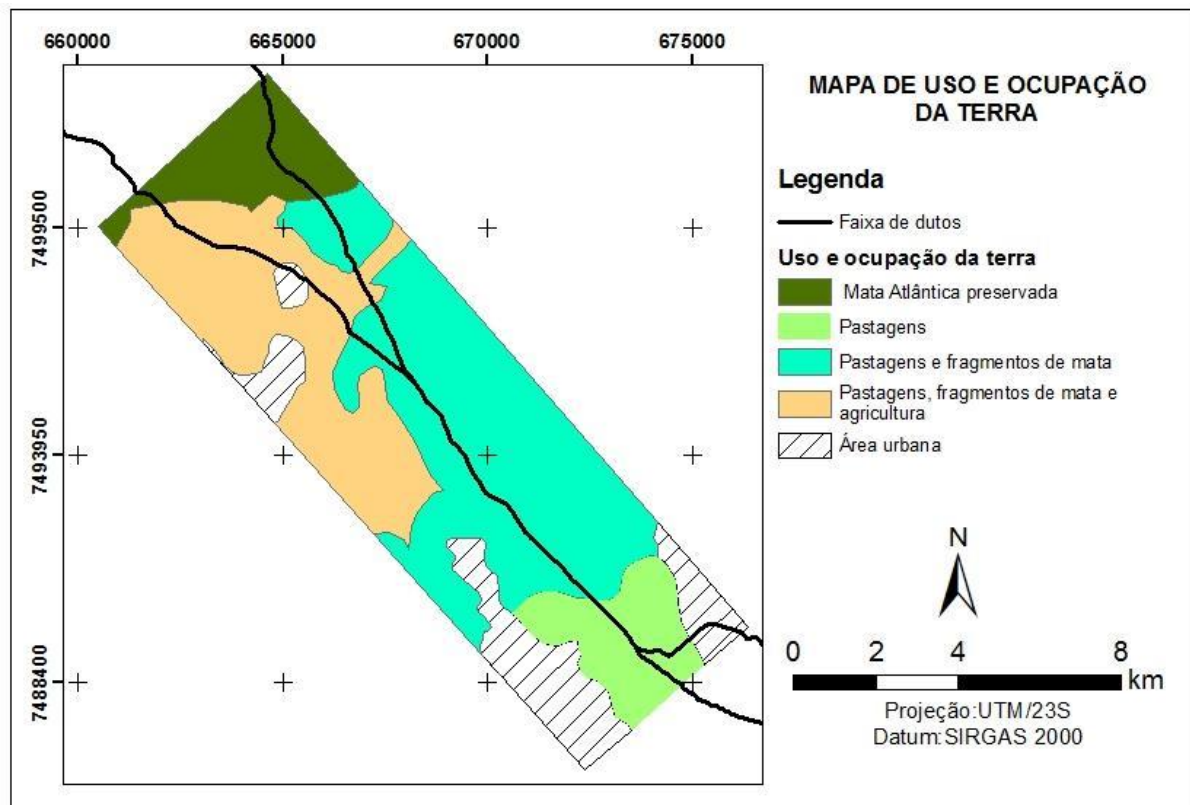 660000 665000 670000 675000
7499500
7493950
7488400
MAPA DE USO E OCUPAÇÃO
DA TERRA
Legenda
Faixa de dutos
Uso e ocupação da terra
Mata Atlântica preservada
Pastagens
Pastagens e fragmentos de mata
Pastagens, fragmentos de mata e
agricultura
Área urbana
N
0 2 4 8
km
Projeção:UTM/23S
Datum:SIRGAS 2000